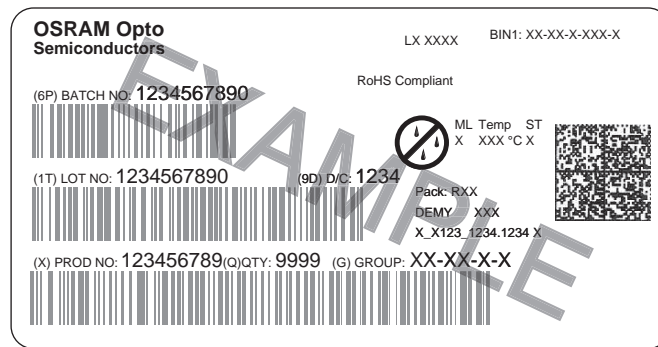 OSRAM Opto
Semiconductors
LX XXXX
BIN1: XX-XX-X-XXX-X
RoHS Compliant
(6P) BATCH NO: 1234567890
ML Temp ST
X XXX °C X
(1T) LOT NO: 1234567890 (9D) D/C: 1234
Pack: RXX
DEMY XXX
X_X123_1234.1234 X
(X) PROD NO: 123456789(Q)QTY: 9999 (G) GROUP: XX-XX-X-X
EXAMPLE